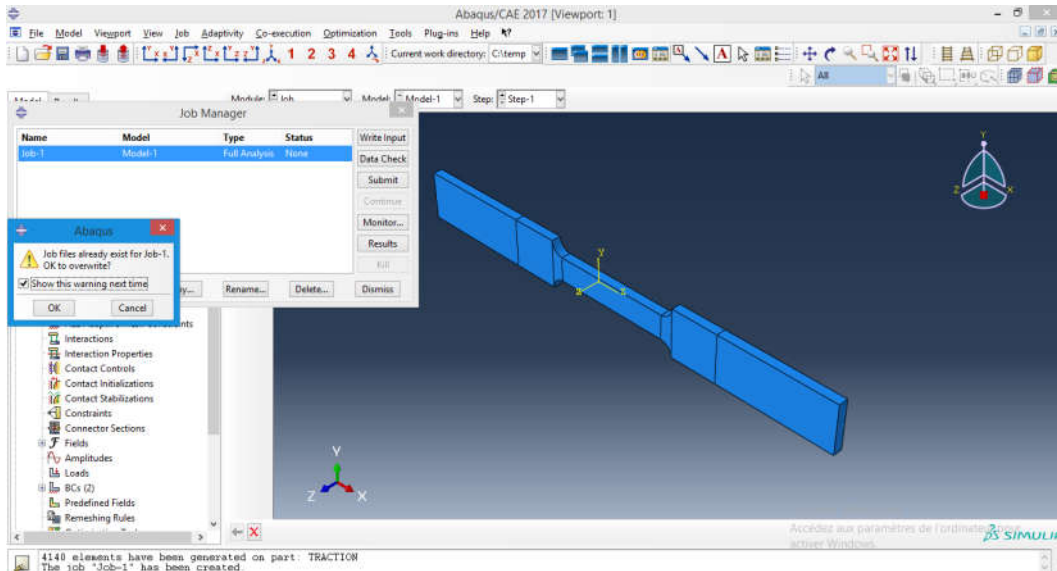 Abaqus/CAE 2017 [Viewport: 1]
File Model Viewport View Job Adaptivity Co-execution Optimization Tools Plug-ins Help
1 2 3 4 Current work directory: C:\temp
All
Module: Job Model: Model-1 Step: Step-1
Job Manager
Name Model Type Status
Job-1 Model-1 Full Analysis None
Write Input
Data Check
Submit
Continue
Monitor...
Results
Kill
Rename... Delete... Dismiss
Abaqus
Job files already exist for Job-1.
OK to overwrite?
Show this warning next time
OK Cancel
Interactions
Interaction Properties
Contact Controls
Contact Initializations
Contact Stabilizations
Constraints
Connector Sections
Fields
Amplitudes
Loads
BCs (2)
Predefined Fields
Remeshing Rules
Y
Z X
Y
Z X
Accédez aux paramètres de l'ordinateur pour
activer Windows.
SIMULIA
4140 elements have been generated on part: TRACTION
The job "Job-1" has been created.